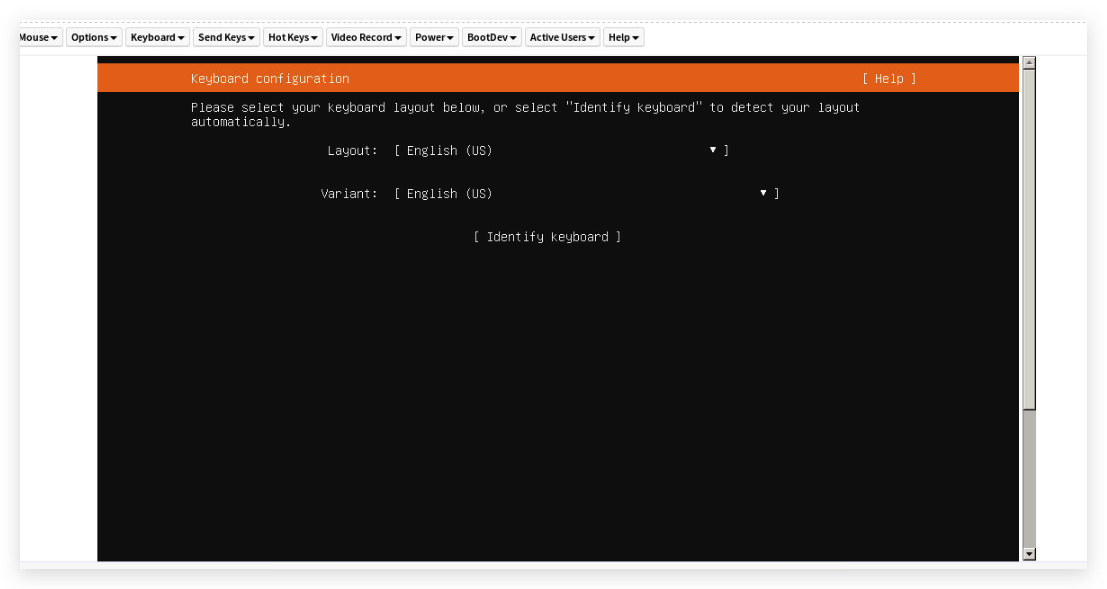 Mouse Options Keyboard Send Keys Hot Keys Video Record Power BootDev Active Users Help
Keyboard configuration [ Help ]
Please select your keyboard layout below, or select "Identify keyboard" to detect your layout
automatically.
Layout: [ English (US) ▾ ]
Variant: [ English (US) ▾ ]
[ Identify keyboard ]